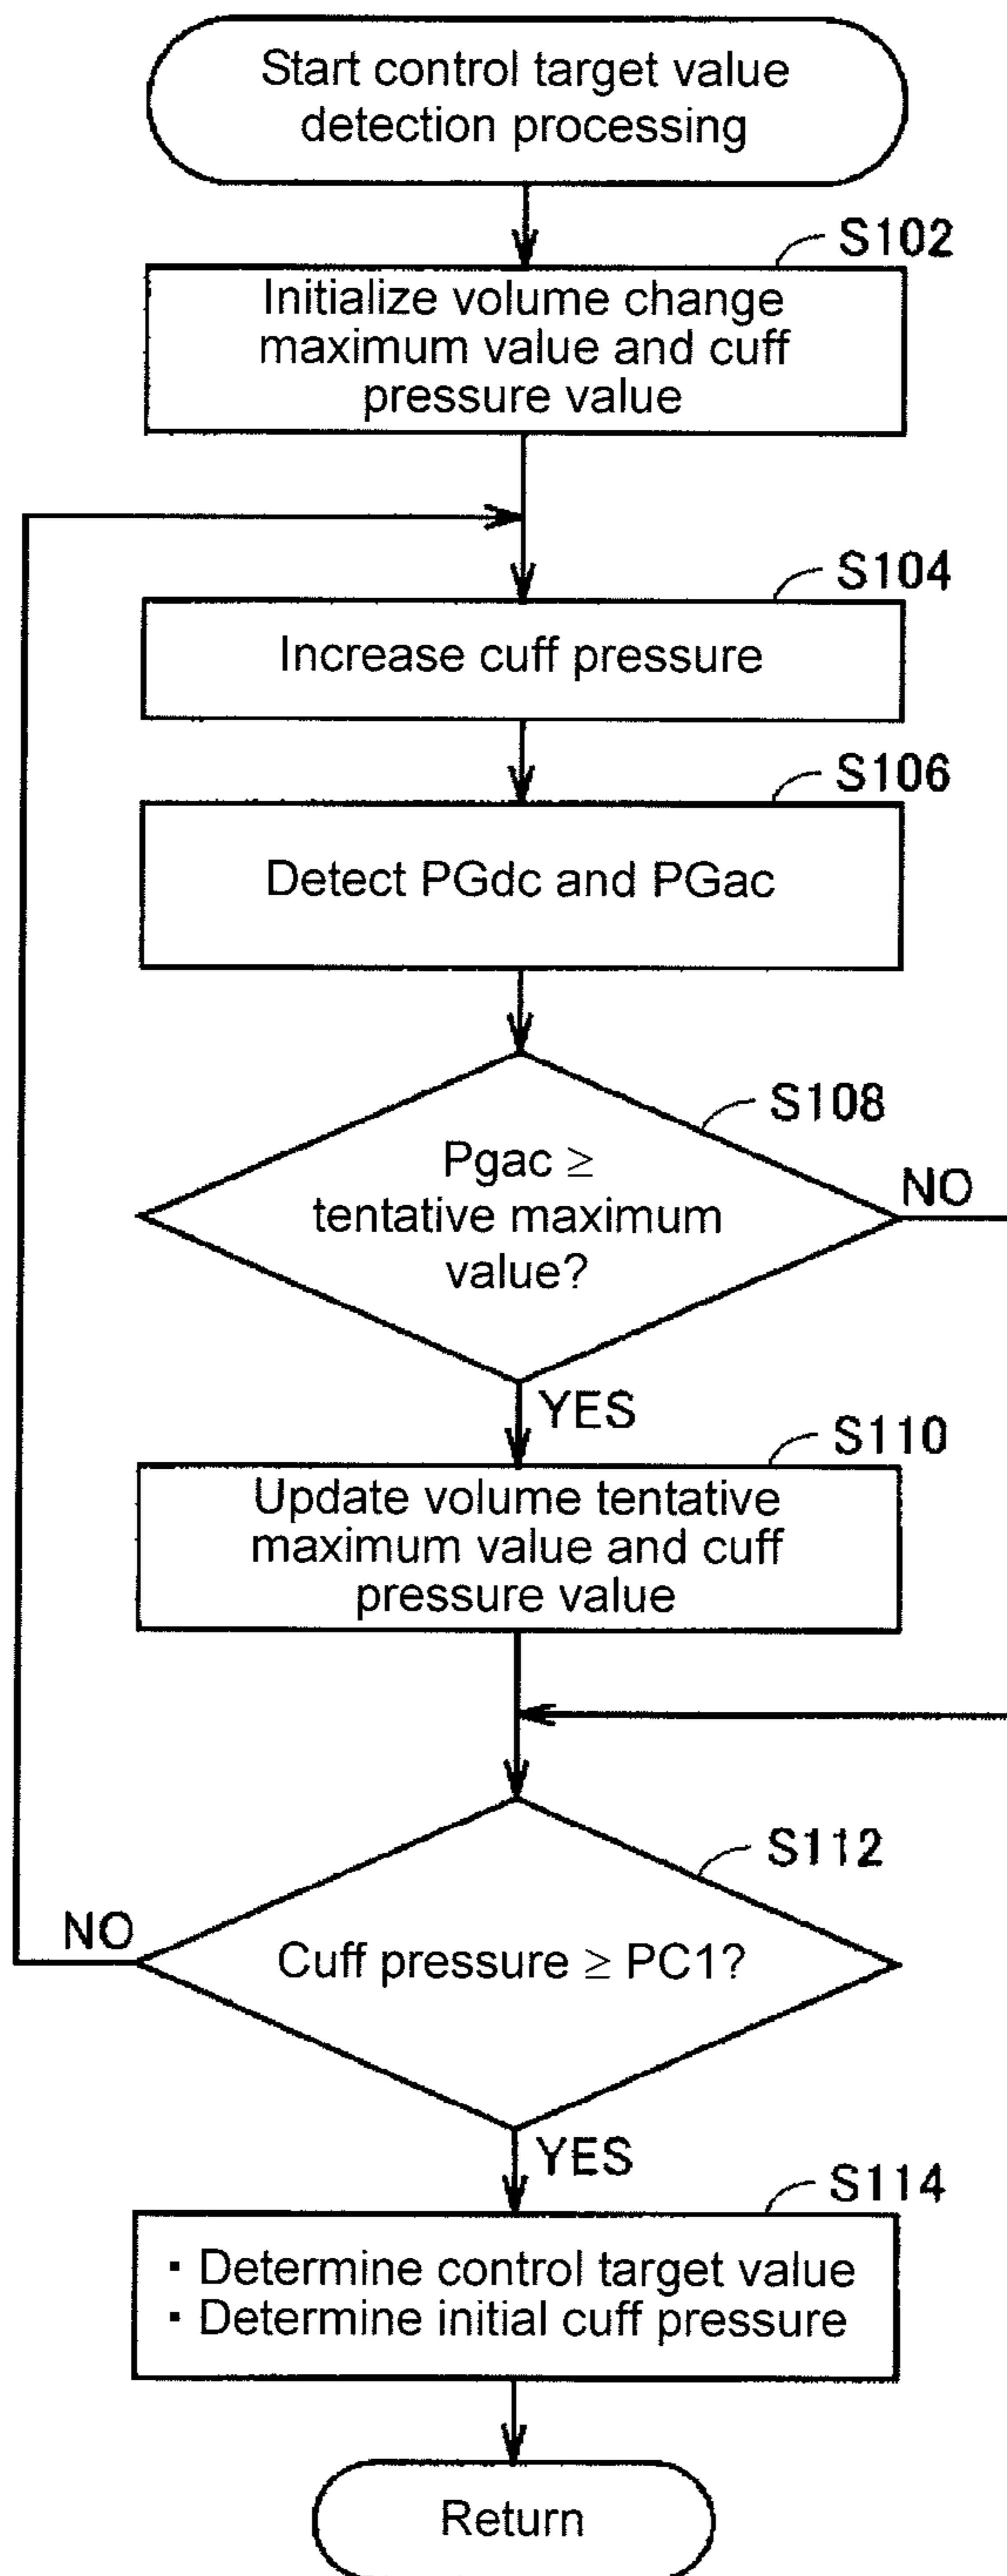 Start control target value
detection processing
S102
Initialize volume change
maximum value and cuff
pressure value
S104
Increase cuff pressure
S106
Detect PGdc and PGac
S108
Pgac ≥
tentative maximum
value?
NO
YES
S110
Update volume tentative
maximum value and cuff
pressure value
S112
Cuff pressure ≥ PC1?
NO
YES
S114
▪ Determine control target value
▪ Determine initial cuff pressure
Return